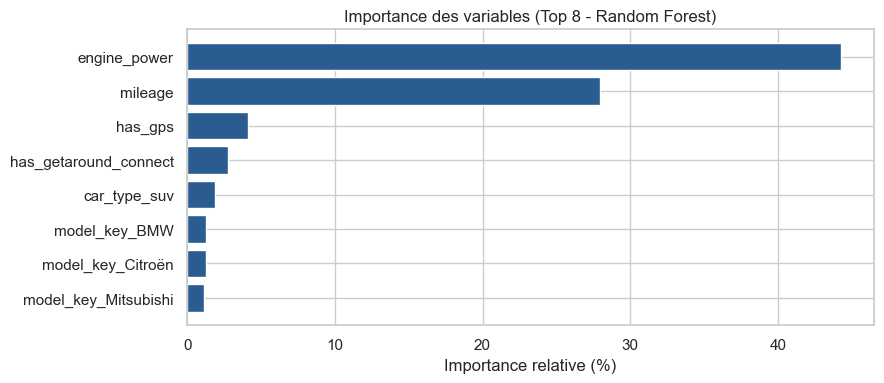 Importance des variables (Top 8 - Random Forest)
engine_power
mileage
has_gps
has_getaround_connect
car_type_suv
model_key_BMW
model_key_Citroën
model_key_Mitsubishi
0 10 20 30 40
Importance relative (%)